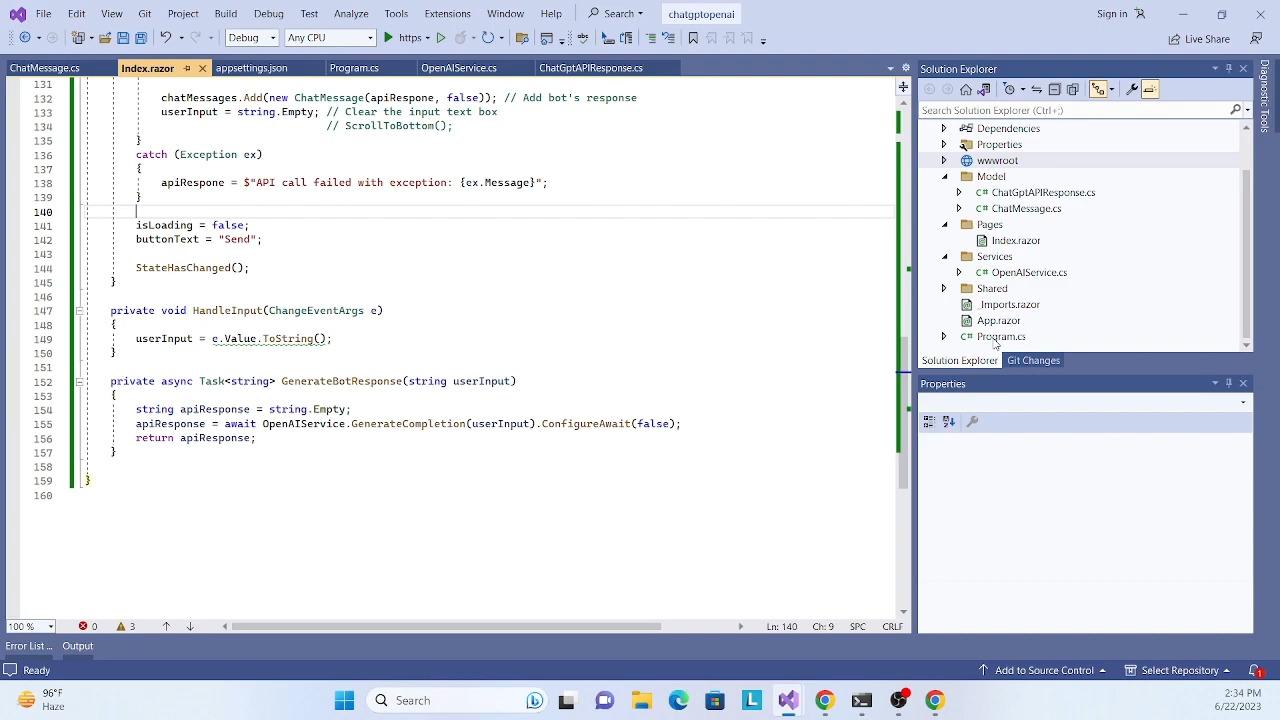 File Edit View Git Project Build Debug Test Analyze Tools Extensions Window Help Search chatgptopenai Sign in
Debug Any CPU https Live Share
ChatMessage.cs Index.razor appsettings.json Program.cs OpenAIService.cs ChatGptAPIResponse.cs
131
132 chatMessages.Add(new ChatMessage(apiRespone, false)); // Add bot's response
133 userInput = string.Empty; // Clear the input text box
134 // ScrollToBottom();
135 }
136 catch (Exception ex)
137 {
138 apiRespone = $"API call failed with exception: {ex.Message}";
139 }
140
141 isLoading = false;
142 buttonText = "Send";
143
144 StateHasChanged();
145 }
146
147 private void HandleInput(ChangeEventArgs e)
148 {
149 userInput = e.Value.ToString();
150 }
151
152 private async Task<string> GenerateBotResponse(string userInput)
153 {
154 string apiResponse = string.Empty;
155 apiResponse = await OpenAIService.GenerateCompletion(userInput).ConfigureAwait(false);
156 return apiResponse;
157 }
158
159 }
160
100 % 0 3 Ln: 140 Ch: 9 SPC CRLF
Error List ... Output
Solution Explorer
Search Solution Explorer (Ctrl+;)
Dependencies
Properties
wwwroot
Model
C# ChatGptAPIResponse.cs
C# ChatMessage.cs
Pages
Index.razor
Services
C# OpenAIService.cs
Shared
_Imports.razor
App.razor
C# Program.cs
Solution Explorer Git Changes
Properties
Diagnostic Tools
Ready Add to Source Control Select Repository 1
96°F
Haze
Search
2:34 PM
6/22/2023